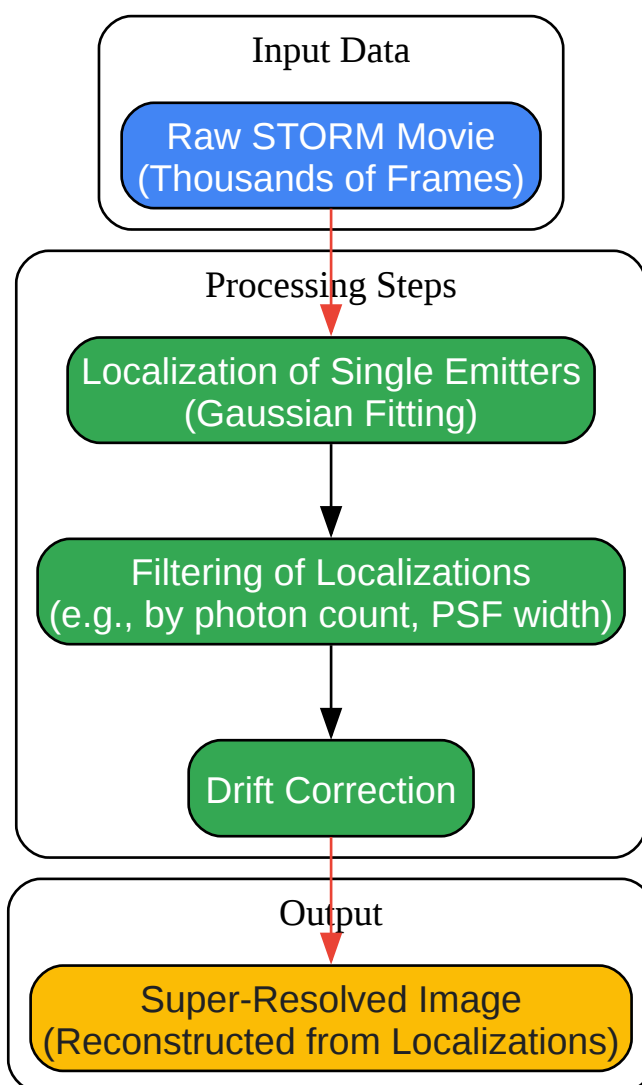 Input Data
Raw STORM Movie
(Thousands of Frames)
Processing Steps
Localization of Single Emitters
(Gaussian Fitting)
Filtering of Localizations
(e.g., by photon count, PSF width)
Drift Correction
Output
Super-Resolved Image
(Reconstructed from Localizations)